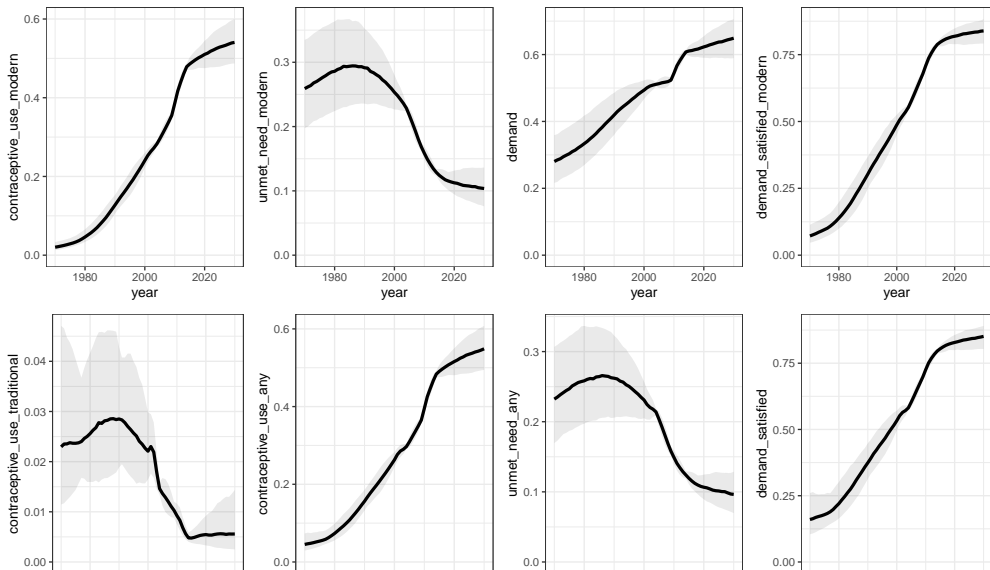 contraceptive_use_modern
0.6
0.4
0.2
0.0
1980 2000 2020
year
unmet_need_modern
0.3
0.2
0.1
0.0
1980 2000 2020
year
demand
0.6
0.4
0.2
0.0
1980 2000 2020
year
demand_satisfied_modern
0.75
0.50
0.25
0.00
1980 2000 2020
year
contraceptive_use_traditional
0.04
0.03
0.02
0.01
0.00
contraceptive_use_any
0.6
0.4
0.2
0.0
unmet_need_any
0.3
0.2
0.1
0.0
demand_satisfied
0.75
0.50
0.25
0.00